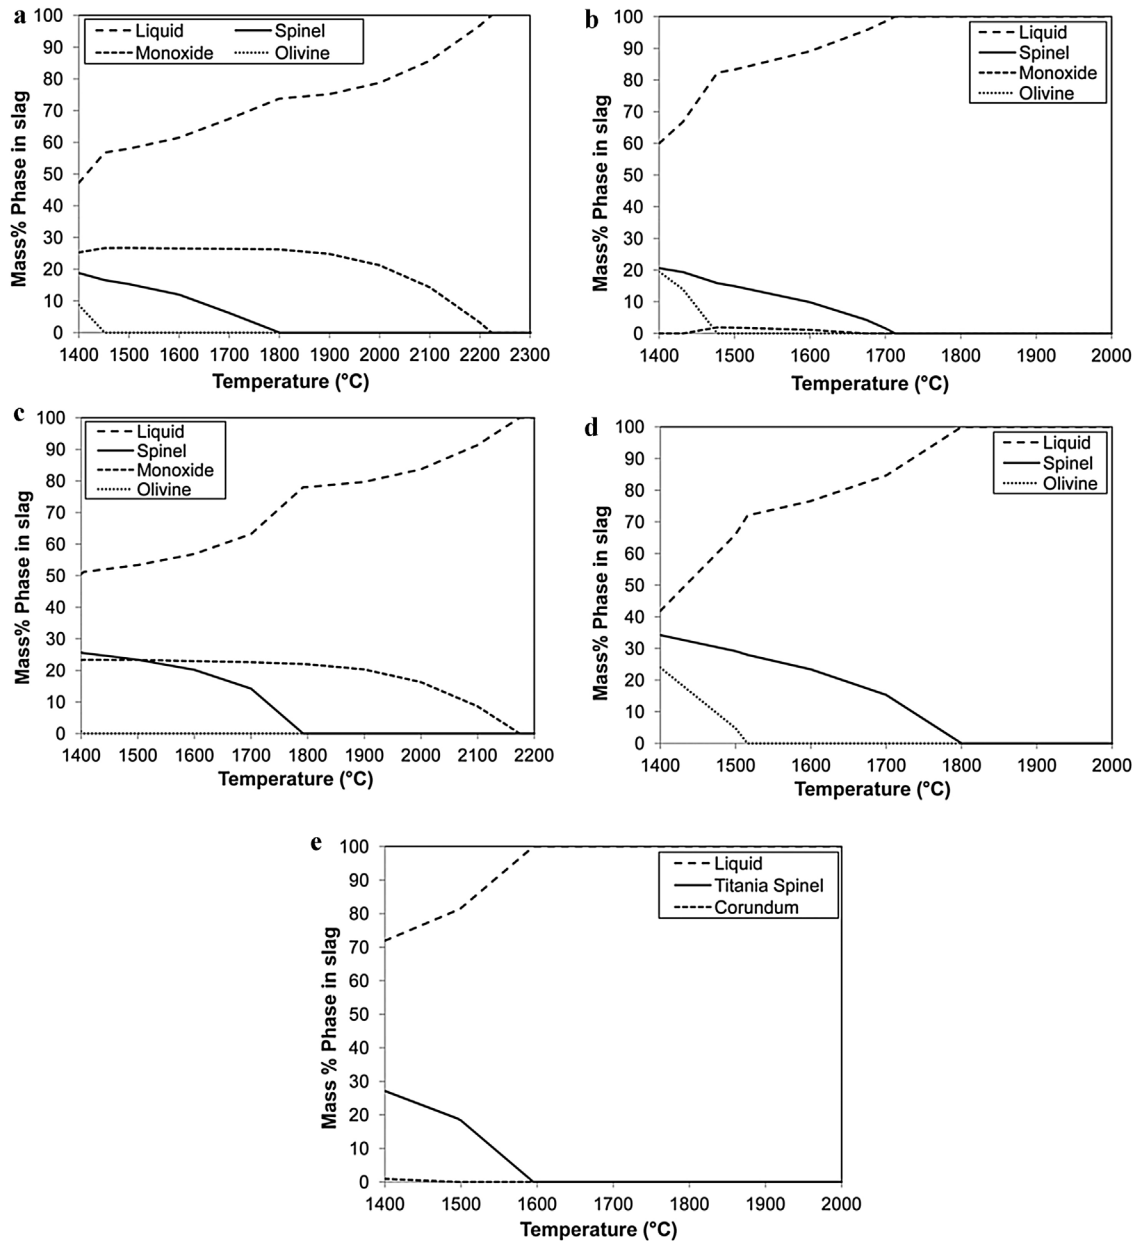 a
Liquid
Spinel
Monoxide
Olivine
Mass% Phase in slag
100
90
80
70
60
50
40
30
20
10
0
1400 1500 1600 1700 1800 1900 2000 2100 2200 2300
Temperature (°C)
b
Liquid
Spinel
Monoxide
Olivine
Mass% Phase in slag
100
90
80
70
60
50
40
30
20
10
0
1400 1500 1600 1700 1800 1900 2000
Temperature (°C)
c
Liquid
Spinel
Monoxide
Olivine
Mass% Phase in slag
100
90
80
70
60
50
40
30
20
10
0
1400 1500 1600 1700 1800 1900 2000 2100 2200
Temperature (°C)
d
Liquid
Spinel
Olivine
Mass% Phase in slag
100
90
80
70
60
50
40
30
20
10
0
1400 1500 1600 1700 1800 1900 2000
Temperature (°C)
e
Liquid
Titania Spinel
Corundum
Mass % Phase in slag
100
90
80
70
60
50
40
30
20
10
0
1400 1500 1600 1700 1800 1900 2000
Temperature (°C)